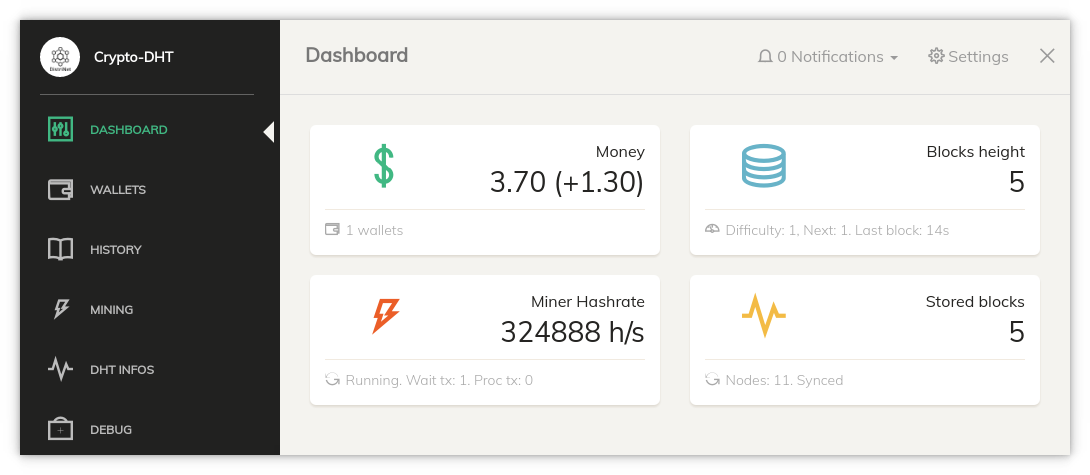 Crypto-DHT
DistriNet
Dashboard
0 Notifications
Settings
DASHBOARD
WALLETS
HISTORY
MINING
DHT INFOS
DEBUG
Money
3.70 (+1.30)
1 wallets
Blocks height
5
Difficulty: 1, Next: 1. Last block: 14s
Miner Hashrate
324888 h/s
Running. Wait tx: 1. Proc tx: 0
Stored blocks
5
Nodes: 11. Synced